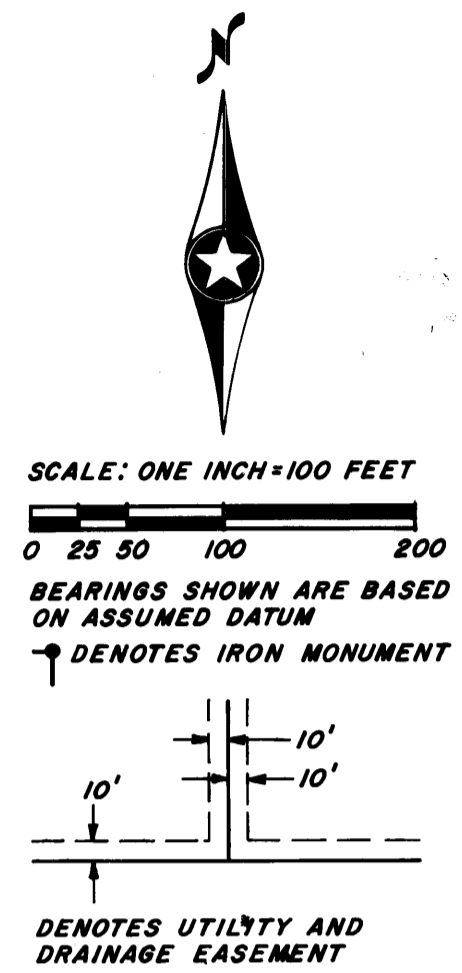 N
SCALE: ONE INCH = 100 FEET
0 25 50 100 200
BEARINGS SHOWN ARE BASED
ON ASSUMED DATUM
DENOTES IRON MONUMENT
10'
10'
10'
DENOTES UTILITY AND
DRAINAGE EASEMENT